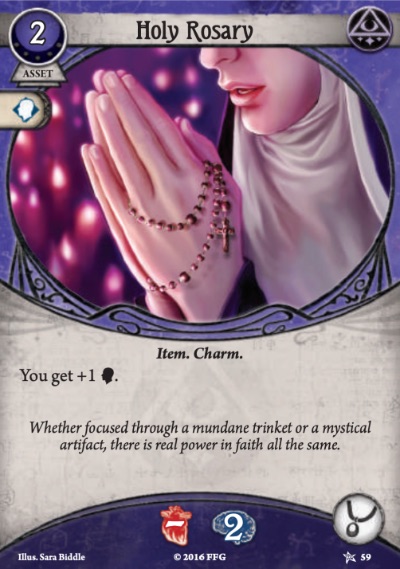 2
Holy Rosary
ASSET
Item. Charm.
You get +1 .
Whether focused through a mundane trinket or a mystical
artifact, there is real power in faith all the same.
– 2
Illus. Sara Biddle © 2016 FFG 59